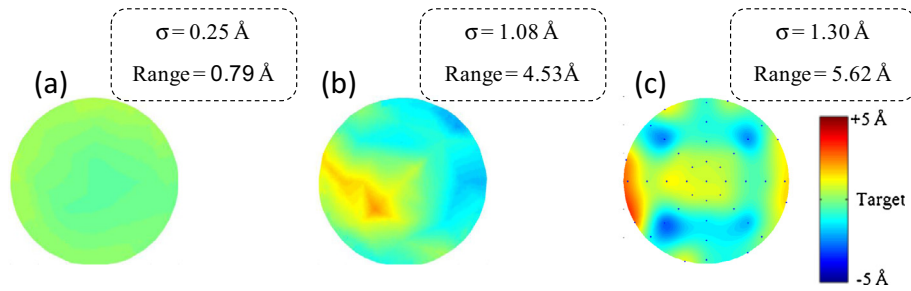 σ = 0.25 Å
Range = 0.79 Å
(a)
σ = 1.08 Å
Range = 4.53Å
(b)
σ = 1.30 Å
Range = 5.62 Å
(c)
+5 Å
Target
-5 Å